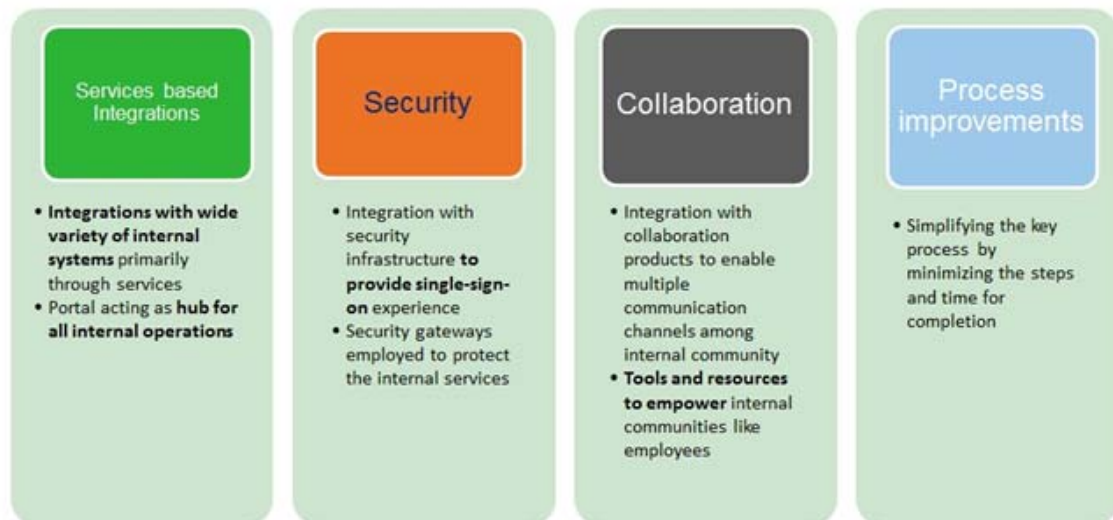 Services based
Integrations
• Integrations with wide
variety of internal
systems primarily
through services
• Portal acting as hub for
all internal operations
Security
• Integration with
security
infrastructure to
provide single-sign-
on experience
• Security gateways
employed to protect
the internal services
Collaboration
• Integration with
collaboration
products to enable
multiple
communication
channels among
internal community
• Tools and resources
to empower internal
communities like
employees
Process
improvements
• Simplifying the key
process by
minimizing the steps
and time for
completion